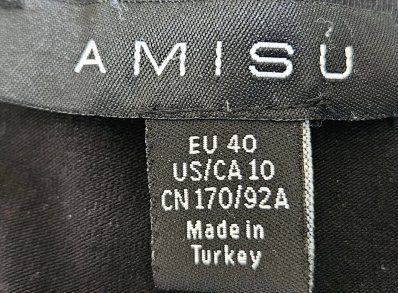 AMISU
EU 40
US/CA 10
CN 170/92A
Made in
Turkey